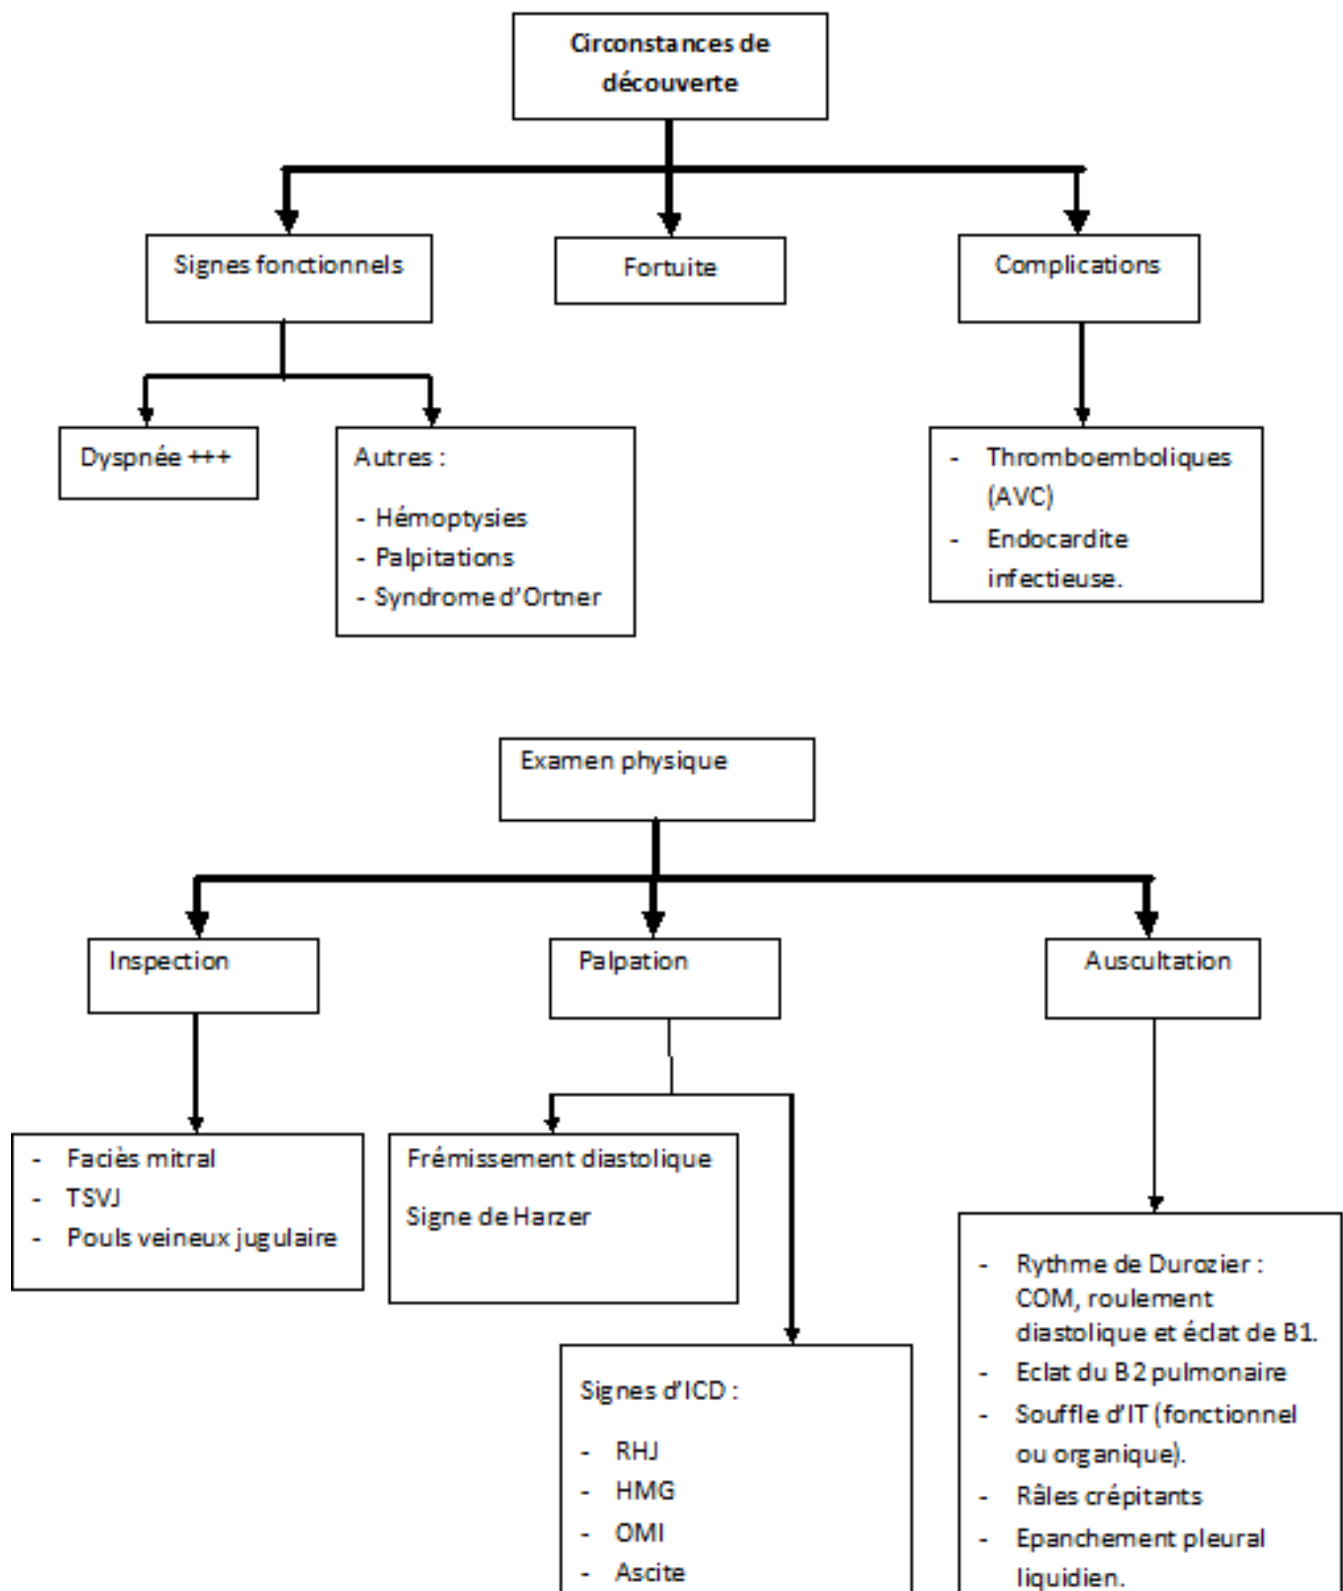 Circonstances de
découverte
Signes fonctionnels
Fortuite
Complications
Dyspnée +++
Autres :
- Hémoptysies
- Palpitations
- Syndrome d'Ortner
- Thromboemboliques
(AVC)
- Endocardite
infectieuse.
Examen physique
Inspection
Palpation
Auscultation
- Faciès mitral
- TSVJ
- Pouls veineux jugulaire
Frémissement diastolique
Signe de Harzer
Signes d'ICD :
- RHJ
- HMG
- OMI
- Ascite
- Rythme de Durozier :
COM, roulement
diastolique et éclat de B1.
- Eclat du B2 pulmonaire
- Souffle d'IT (fonctionnel
ou organique).
- Râles crépitants
- Epanchement pleural
liquidien.